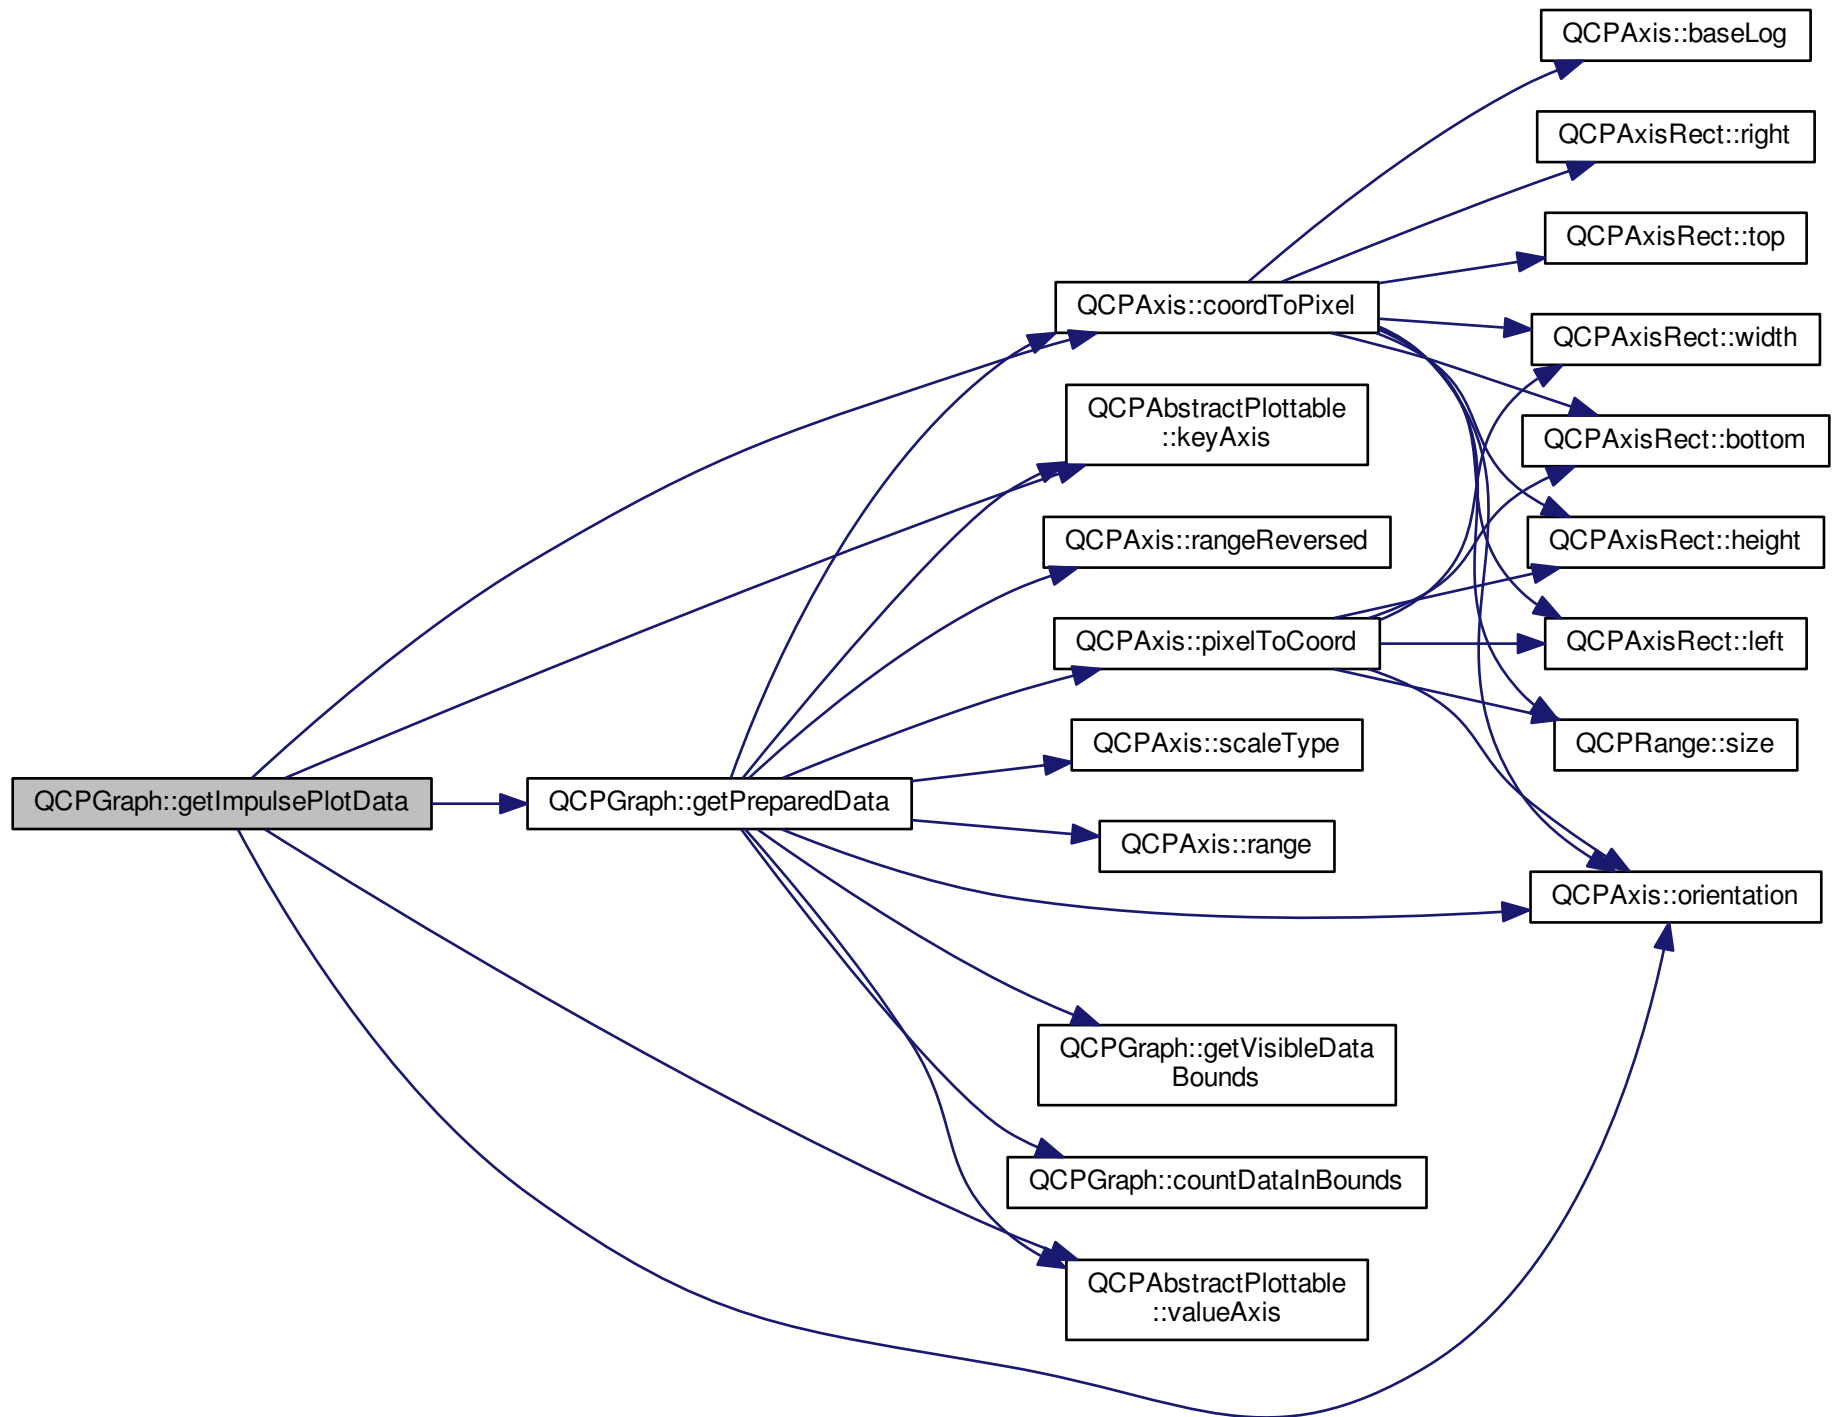 QCPAxis::baseLog
QCPAxisRect::right
QCPAxisRect::top
QCPAxis::coordToPixel
QCPAxisRect::width
QCPAbstractPlottable
::keyAxis
QCPAxisRect::bottom
QCPAxis::rangeReversed
QCPAxisRect::height
QCPAxis::pixelToCoord
QCPAxisRect::left
QCPAxis::scaleType
QCPRange::size
QCPGraph::getImpulsePlotData
QCPGraph::getPreparedData
QCPAxis::range
QCPAxis::orientation
QCPGraph::getVisibleData
Bounds
QCPGraph::countDataInBounds
QCPAbstractPlottable
::valueAxis